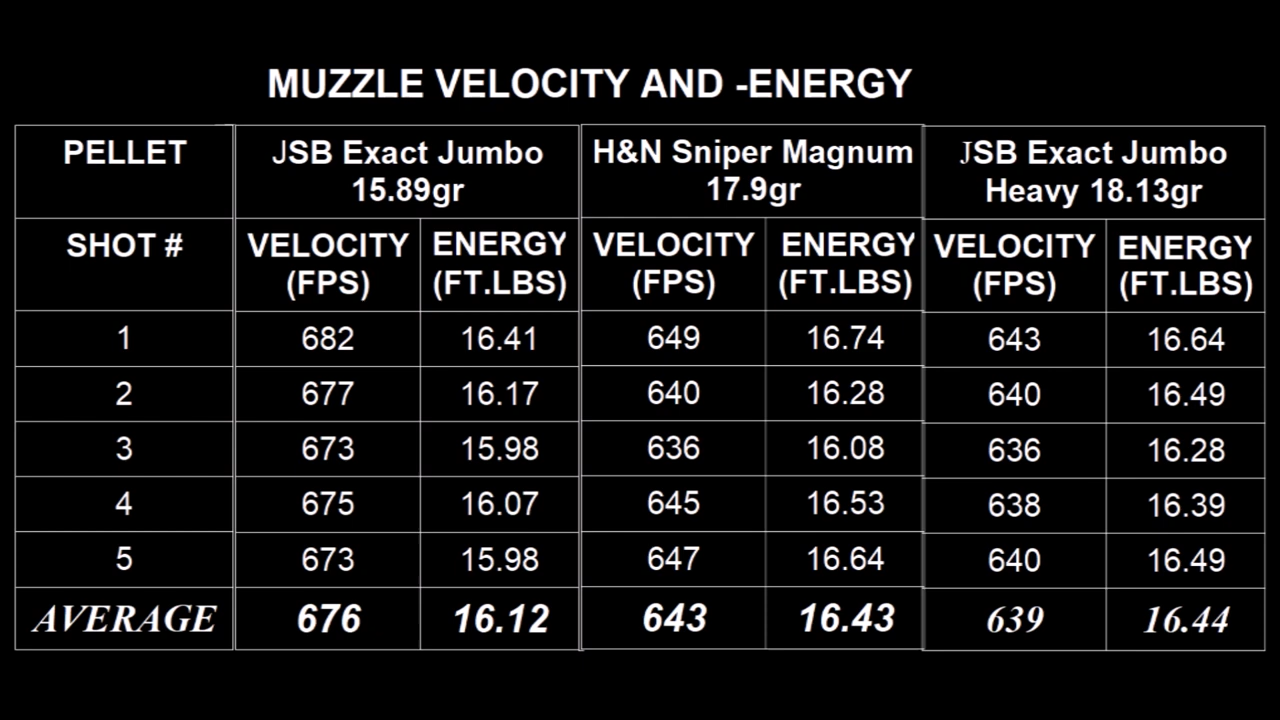 MUZZLE VELOCITY AND -ENERGY
PELLET JSB Exact Jumbo 15.89gr H&N Sniper Magnum 17.9gr JSB Exact Jumbo Heavy 18.13gr
SHOT # VELOCITY (FPS) ENERGY (FT.LBS) VELOCITY (FPS) ENERGY (FT.LBS) VELOCITY (FPS) ENERGY (FT.LBS)
1 682 16.41 649 16.74 643 16.64
2 677 16.17 640 16.28 640 16.49
3 673 15.98 636 16.08 636 16.28
4 675 16.07 645 16.53 638 16.39
5 673 15.98 647 16.64 640 16.49
AVERAGE 676 16.12 643 16.43 639 16.44